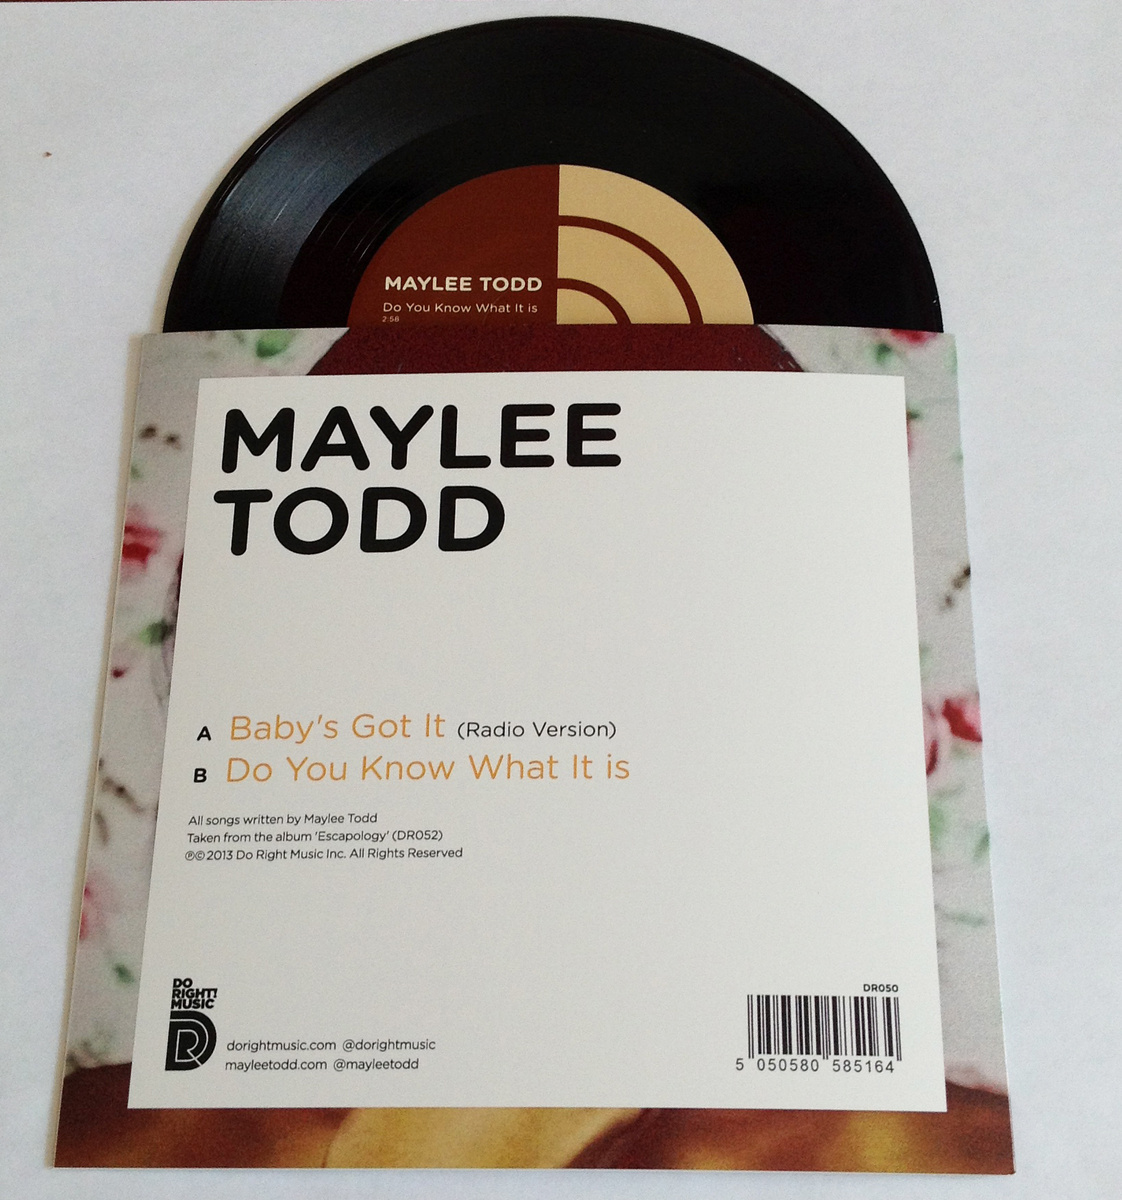 MAYLEE TODD
Do You Know What It is
2:58
MAYLEE
TODD
A Baby's Got It (Radio Version)
B Do You Know What It is
All songs written by Maylee Todd
Taken from the album 'Escapology' (DR052)
℗©2013 Do Right Music Inc. All Rights Reserved
DO
RIGHT!
MUSIC
DR
dorightmusic.com @dorightmusic
mayleetodd.com @mayleetodd
DR050
5 050580 585164